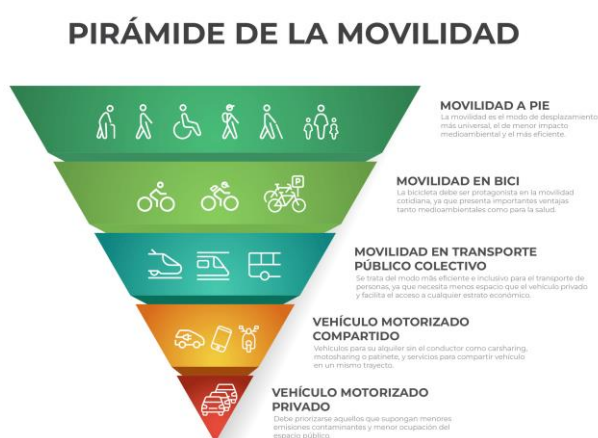 PIRÁMIDE DE LA MOVILIDAD
MOVILIDAD A PIE
La movilidad es el modo de desplazamiento
más universal, el de menor impacto
medioambiental y el más eficiente.
P
MOVILIDAD EN BICI
La bicicleta debe ser protagonista en la movilidad
cotidiana, ya que presenta importantes ventajas
tanto medioambientales como para la salud.
MOVILIDAD EN TRANSPORTE
PÚBLICO COLECTIVO
Se trata del modo más eficiente e inclusivo para el transporte de
personas, ya que necesita menos espacio que el vehículo privado
y facilita el acceso a cualquier estrato económico.
VEHÍCULO MOTORIZADO
COMPARTIDO
Vehículos para su alquiler sin el conductor como carsharing,
motosharing o patinete, y servicios para compartir vehículo
en un mismo trayecto.
VEHÍCULO MOTORIZADO
PRIVADO
Debe priorizarse aquellos que supongan menores
emisiones contaminantes y menor ocupación del
espacio público.